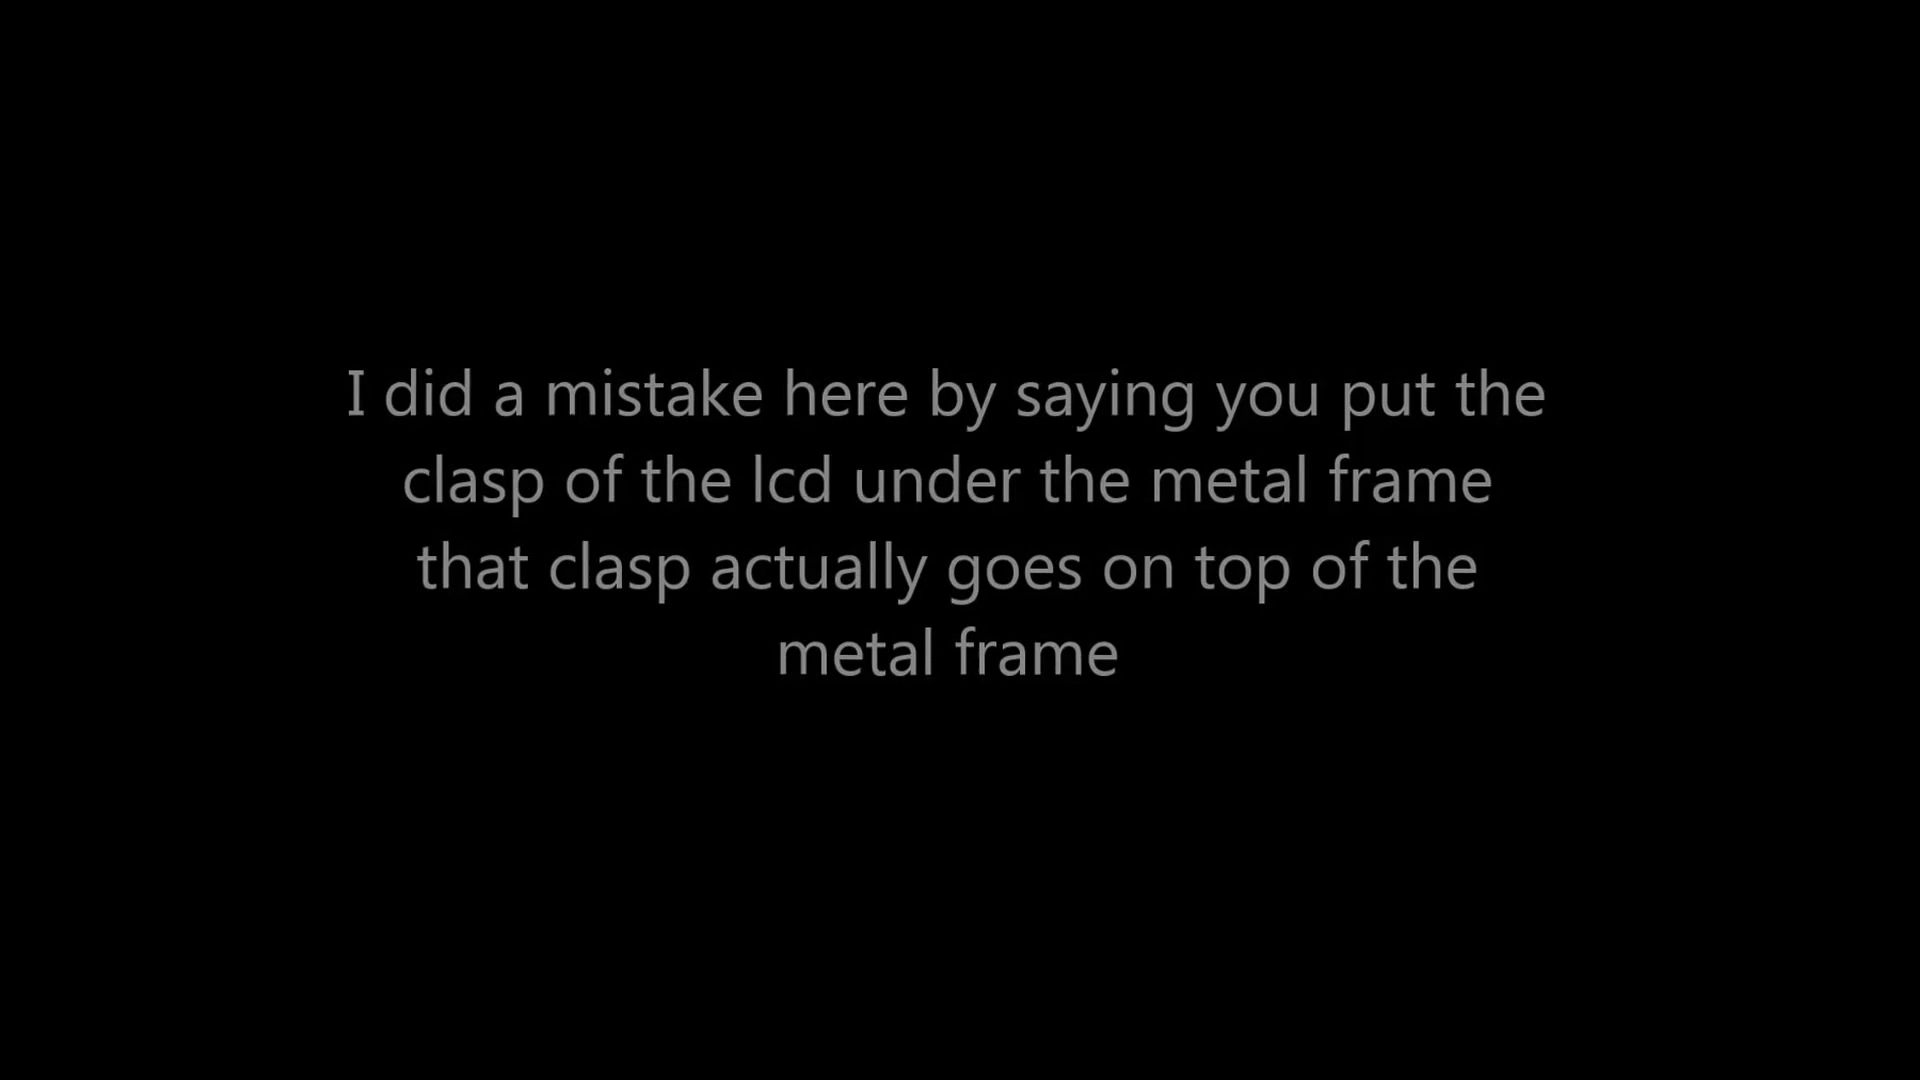 I did a mistake here by saying you put the
clasp of the lcd under the metal frame
that clasp actually goes on top of the
metal frame